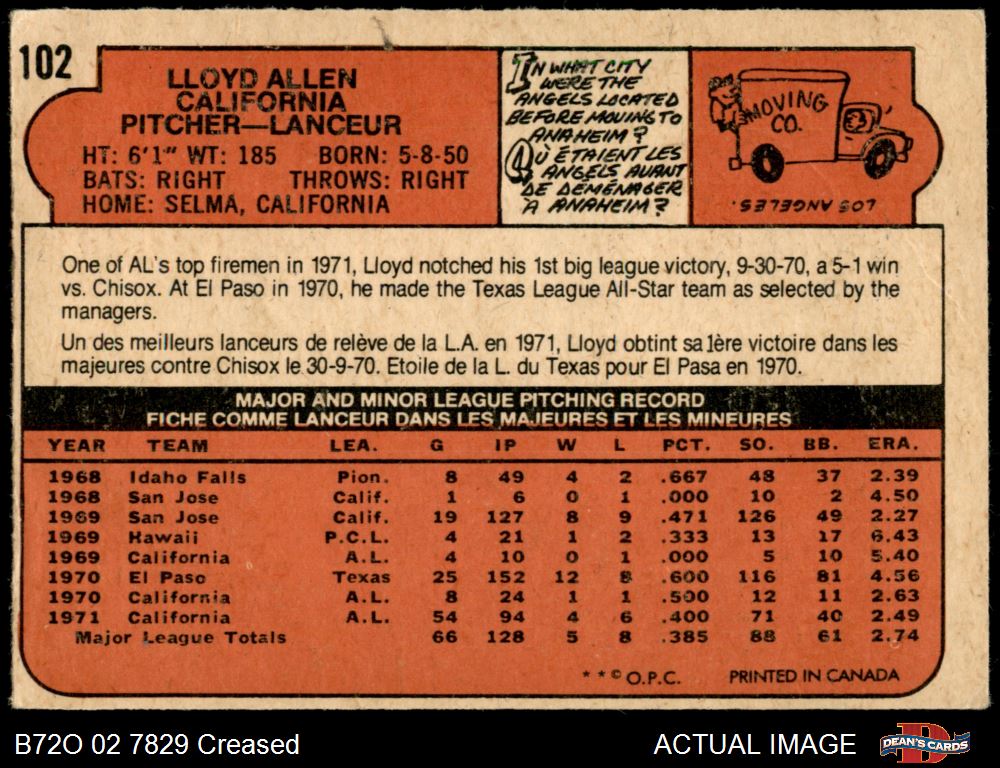 102
LLOYD ALLEN
CALIFORNIA
PITCHER—LANCEUR
HT: 6'1" WT: 185 BORN: 5-8-50
BATS: RIGHT THROWS: RIGHT
HOME: SELMA, CALIFORNIA
IN WHAT CITY
WERE THE
ANGELS LOCATED
BEFORE MOVING TO
ANAHEIM?
QÙ ÉTAIENT LES
ANGELS AVANT
DE DÉMÉNAGER
A ANAHEIM?
MOVING
CO.
LOS ANGELES.
One of AL's top firemen in 1971, Lloyd notched his 1st big league victory, 9-30-70, a 5-1 win
vs. Chisox. At El Paso in 1970, he made the Texas League All-Star team as selected by the
managers.
Un des meilleurs lanceurs de relève de la L.A. en 1971, Lloyd obtint sa 1ère victoire dans les
majeures contre Chisox le 30-9-70. Etoile de la L. du Texas pour El Pasa en 1970.
MAJOR AND MINOR LEAGUE PITCHING RECORD
FICHE COMME LANCEUR DANS LES MAJEURES ET LES MINEURES
YEAR TEAM LEA. G IP W L PCT. SO. BB. ERA.
1968 Idaho Falls Pion. 8 49 4 2 .667 48 37 2.39
1968 San Jose Calif. 1 6 0 1 .000 10 2 4.50
1969 San Jose Calif. 19 127 8 9 .471 126 49 2.27
1969 Hawaii P.C.L. 4 21 1 2 .333 13 17 6.43
1969 California A.L. 4 10 0 1 .000 5 10 5.40
1970 El Paso Texas 25 152 12 8 .600 116 81 4.56
1970 California A.L. 8 24 1 1 .500 12 11 2.63
1971 California A.L. 54 94 4 6 .400 71 40 2.49
Major League Totals 66 128 5 8 .385 88 61 2.74
**© O.P.C. PRINTED IN CANADA
B72O 02 7829 Creased
ACTUAL IMAGE
B
DEAN'S CARDS